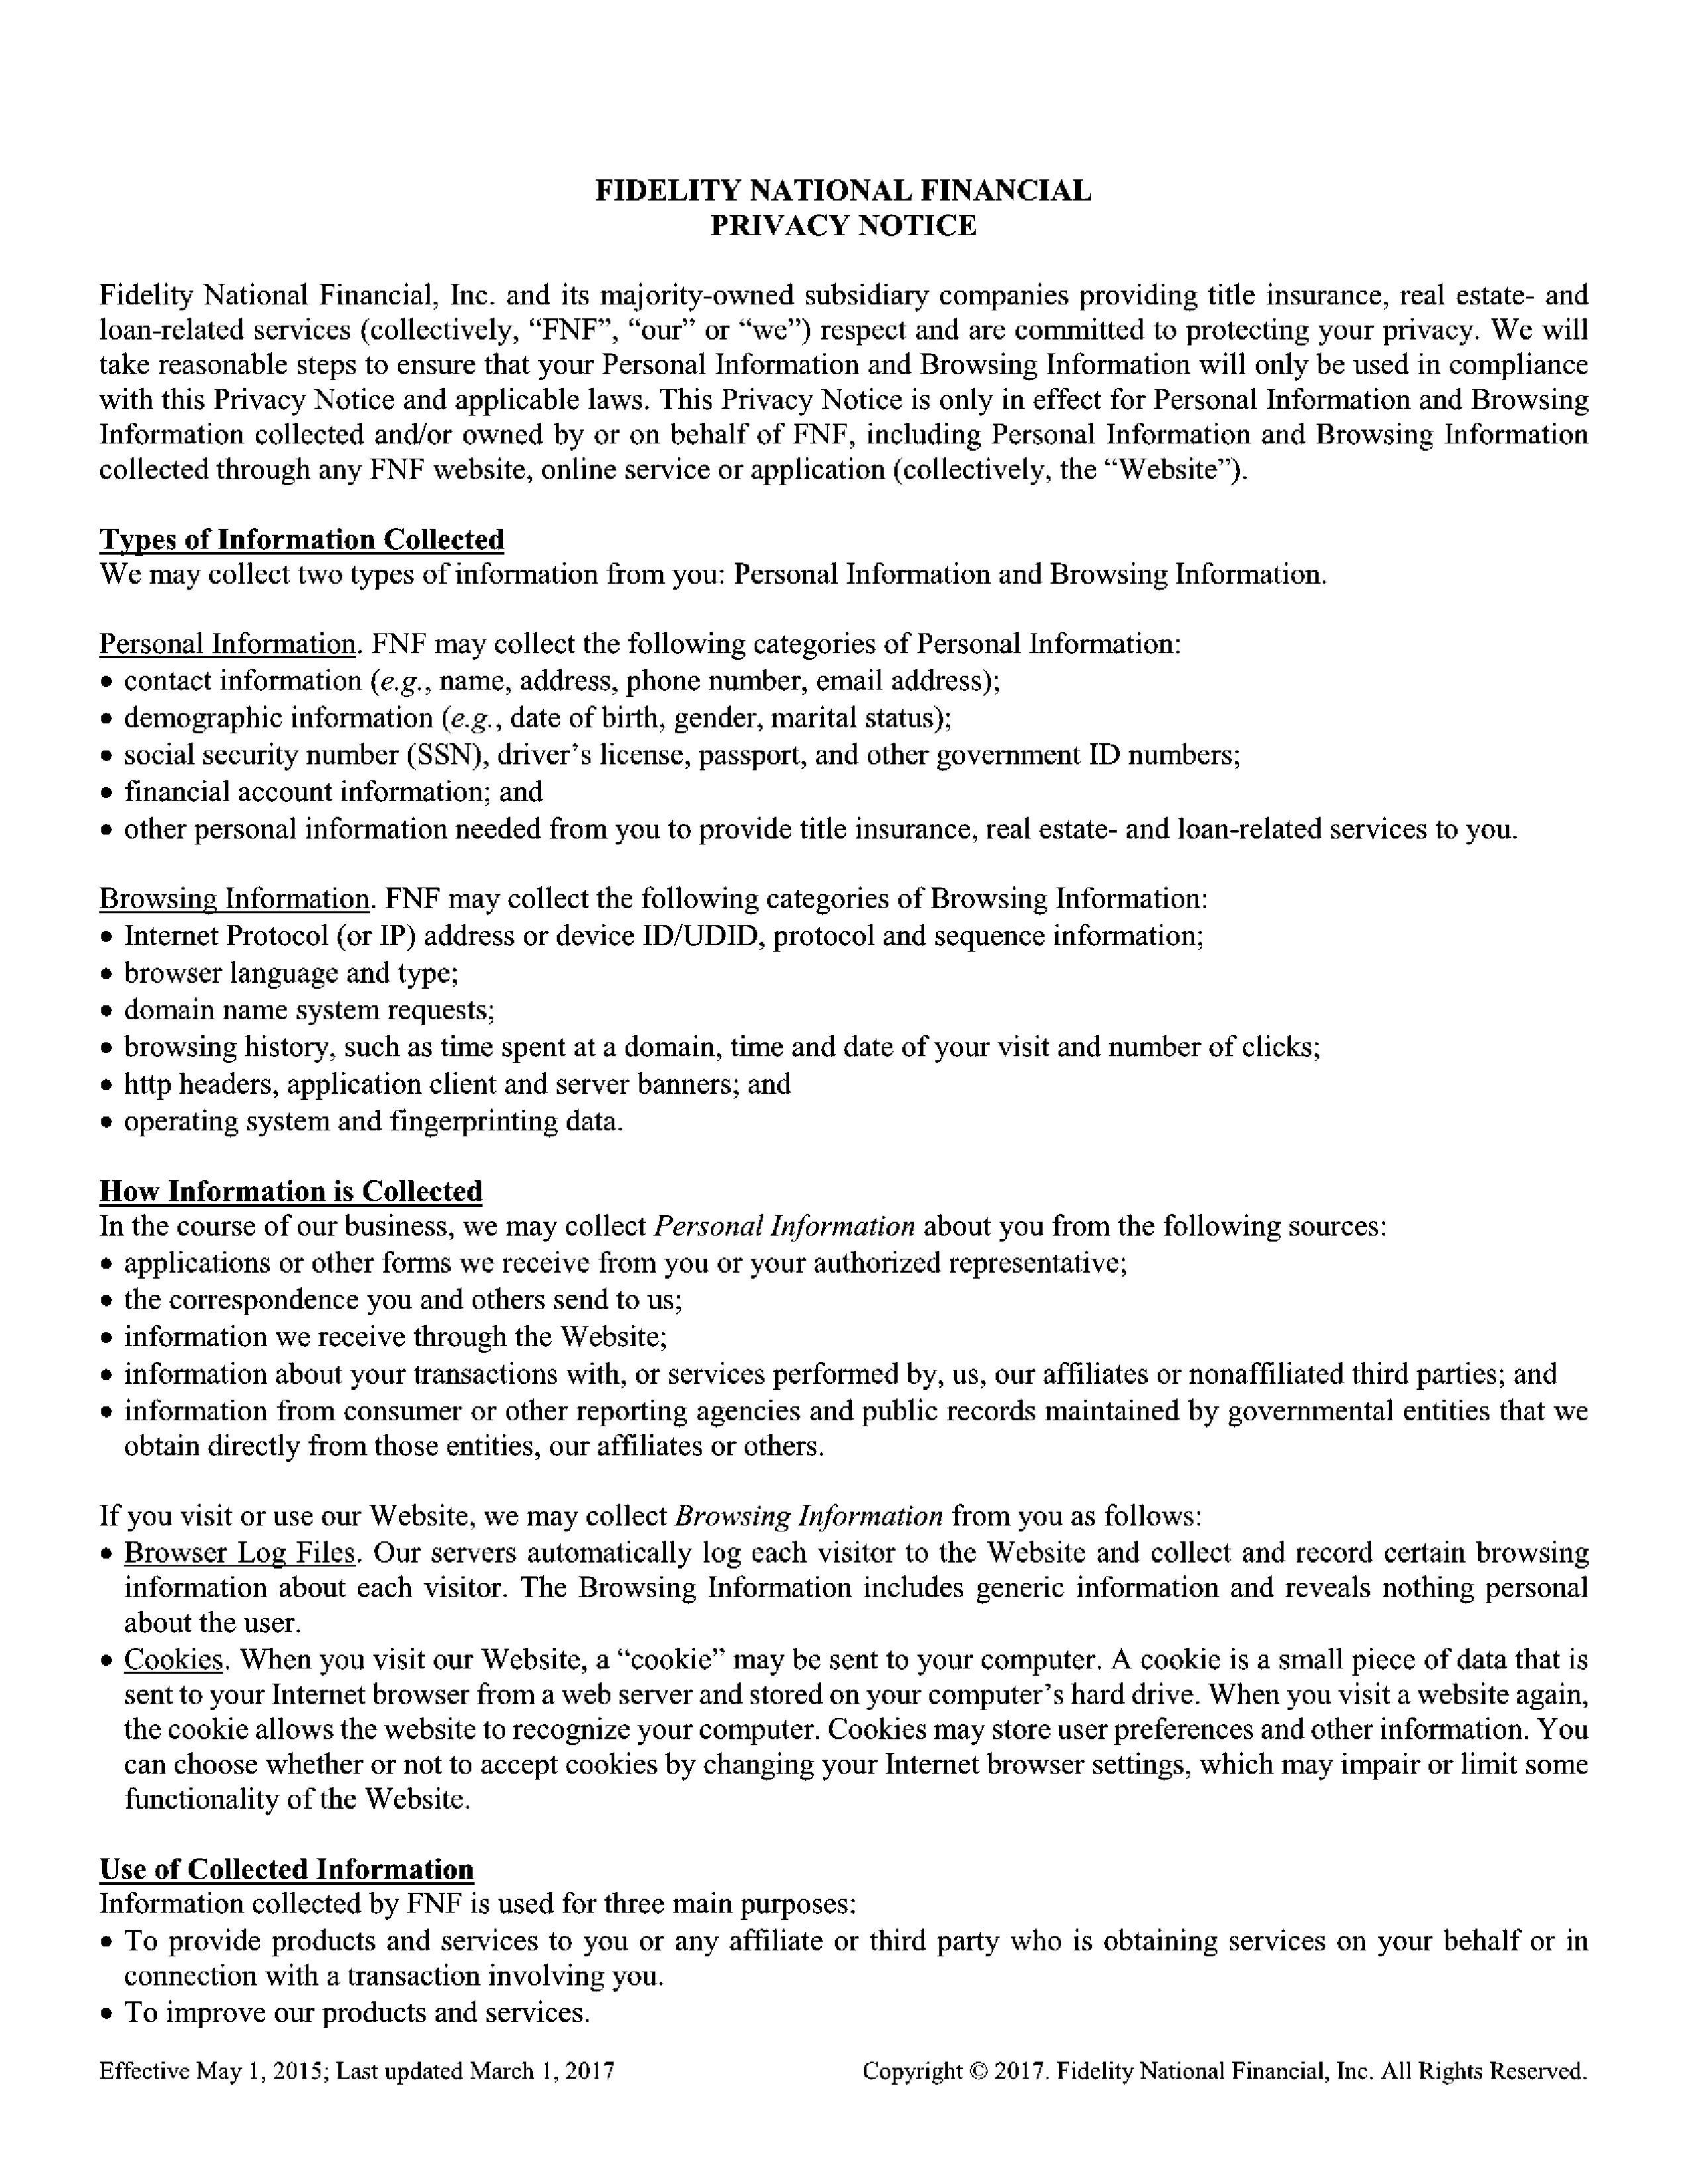 FIDELITY NATIONAL FINANCIAL
PRIVACY NOTICE
Fidelity National Financial, Inc. and its majority-owned subsidiary companies providing title insurance, real estate- and
loan-related services (collectively, “FNF”, “our” or “we”) respect and are committed to protecting your privacy. We will
take reasonable steps to ensure that your Personal Information and Browsing Information will only be used in compliance
with this Privacy Notice and applicable laws. This Privacy Notice is only in effect for Personal Information and Browsing
Information collected and/or owned by or on behalf of FNF, including Personal Information and Browsing Information
collected through any FNF website, online service or application (collectively, the “Website”).
Types of Information Collected
We may collect two types of information from you: Personal Information and Browsing Information.
Personal Information. FNF may collect the following categories of Personal Information:
• contact information (e.g., name, address, phone number, email address);
• demographic information (e.g., date of birth, gender, marital status);
• social security number (SSN), driver’s license, passport, and other government ID numbers;
• financial account information; and
• other personal information needed from you to provide title insurance, real estate- and loan-related services to you.
Browsing Information. FNF may collect the following categories of Browsing Information:
• Internet Protocol (or IP) address or device ID/UDID, protocol and sequence information;
• browser language and type;
• domain name system requests;
• browsing history, such as time spent at a domain, time and date of your visit and number of clicks;
• http headers, application client and server banners; and
• operating system and fingerprinting data.
How Information is Collected
In the course of our business, we may collect Personal Information about you from the following sources:
• applications or other forms we receive from you or your authorized representative;
• the correspondence you and others send to us;
• information we receive through the Website;
• information about your transactions with, or services performed by, us, our affiliates or nonaffiliated third parties; and
• information from consumer or other reporting agencies and public records maintained by governmental entities that we
obtain directly from those entities, our affiliates or others.
If you visit or use our Website, we may collect Browsing Information from you as follows:
• Browser Log Files. Our servers automatically log each visitor to the Website and collect and record certain browsing
information about each visitor. The Browsing Information includes generic information and reveals nothing personal
about the user.
• Cookies. When you visit our Website, a “cookie” may be sent to your computer. A cookie is a small piece of data that is
sent to your Internet browser from a web server and stored on your computer’s hard drive. When you visit a website again,
the cookie allows the website to recognize your computer. Cookies may store user preferences and other information. You
can choose whether or not to accept cookies by changing your Internet browser settings, which may impair or limit some
functionality of the Website.
Use of Collected Information
Information collected by FNF is used for three main purposes:
• To provide products and services to you or any affiliate or third party who is obtaining services on your behalf or in
connection with a transaction involving you.
• To improve our products and services.
Effective May 1, 2015; Last updated March 1, 2017 Copyright © 2017. Fidelity National Financial, Inc. All Rights Reserved.